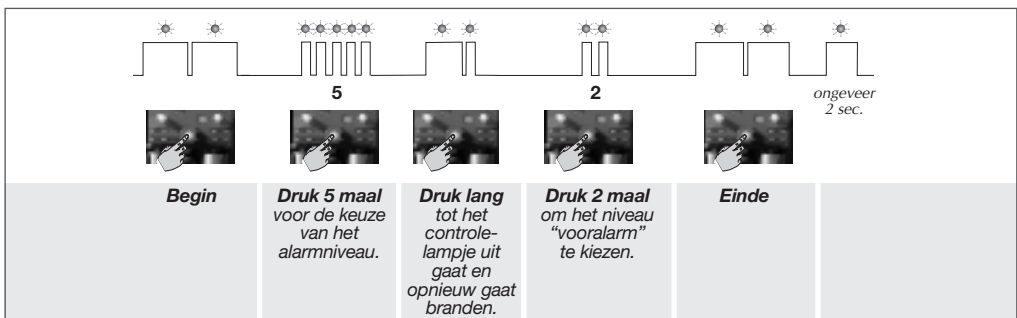 5
2
ongeveer
2 sec.
Begin
Druk 5 maal
voor de keuze
van het
alarmniveau.
Druk lang
tot het
controle-
lampje uit
gaat en
opnieuw gaat
branden.
Druk 2 maal
om het niveau
“vooralarm”
te kiezen.
Einde